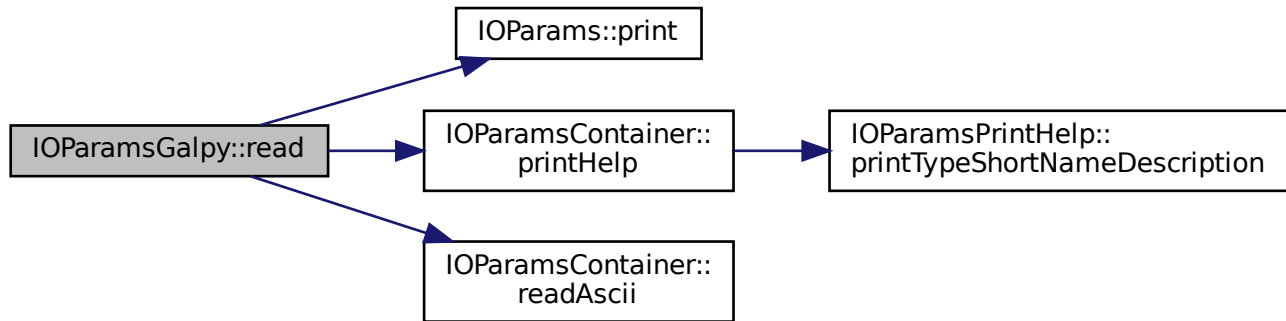 IOParams::print
IOParamsGalpy::read
IOParamsContainer::
printHelp
IOParamsPrintHelp::
printTypeShortNameDescription
IOParamsContainer::
readAscii